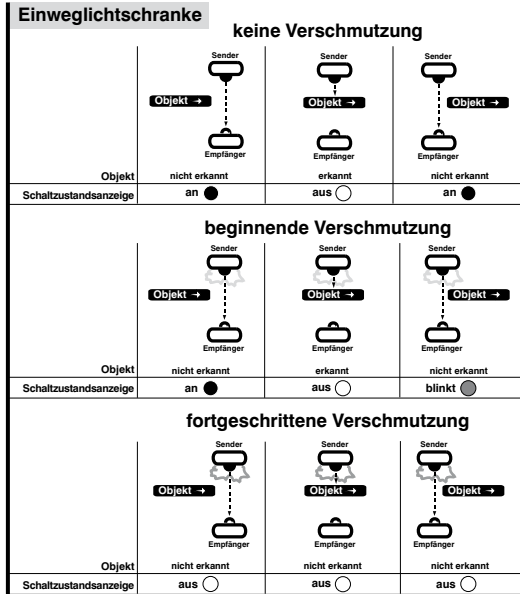 Einweglichtschranke
keine Verschmutzung
Sender Sender Sender
Objekt → Objekt → Objekt →
Empfänger Empfänger Empfänger
Objekt nicht erkannt erkannt nicht erkannt
Schaltzustandsanzeige an aus an
beginnende Verschmutzung
Sender Sender Sender
Objekt → Objekt → Objekt →
Empfänger Empfänger Empfänger
Objekt nicht erkannt erkannt nicht erkannt
Schaltzustandsanzeige an aus blinkt
fortgeschrittene Verschmutzung
Sender Sender Sender
Objekt → Objekt → Objekt →
Empfänger Empfänger Empfänger
Objekt nicht erkannt nicht erkannt nicht erkannt
Schaltzustandsanzeige aus aus aus